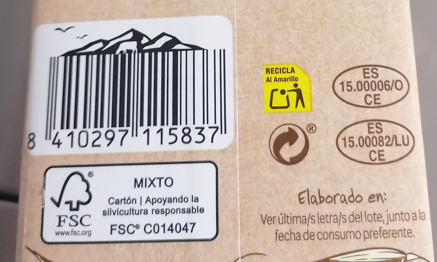 8 410297 115837
FSC®
www.fsc.org
MIXTO
Cartón | Apoyando la
silvicultura responsable
FSC® C014047
RECICLA
Al Amarillo
®
ES
15.00006/O
CE
ES
15.00082/LU
CE
Elaborado en:
Ver última/s letra/s del lote, junto a la
fecha de consumo preferente.